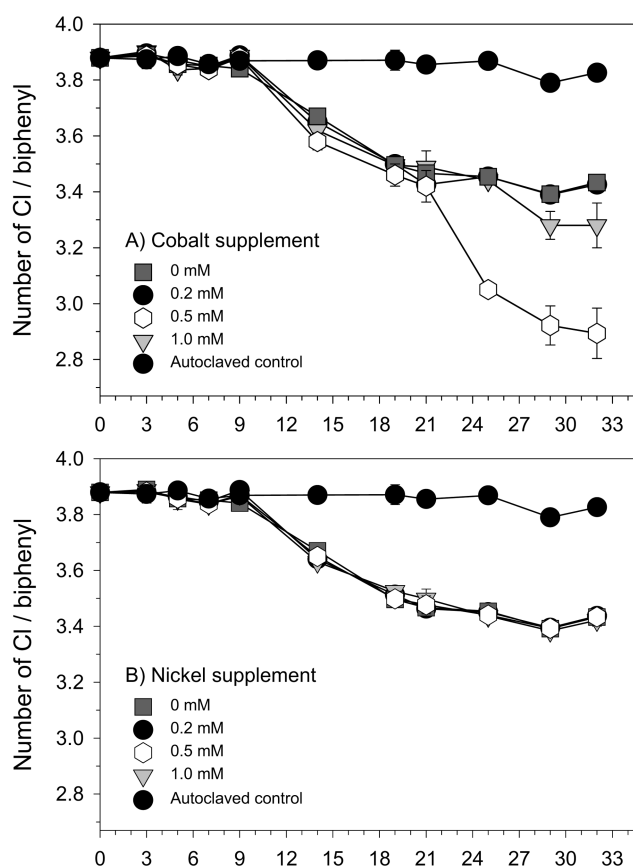 4.0
3.8
3.6
3.4
3.2
3.0
2.8
Number of Cl / biphenyl
A) Cobalt supplement
0 mM
0.2 mM
0.5 mM
1.0 mM
Autoclaved control
0 3 6 9 12 15 18 21 24 27 30 33
4.0
3.8
3.6
3.4
3.2
3.0
2.8
Number of Cl / biphenyl
B) Nickel supplement
0 mM
0.2 mM
0.5 mM
1.0 mM
Autoclaved control
0 3 6 9 12 15 18 21 24 27 30 33